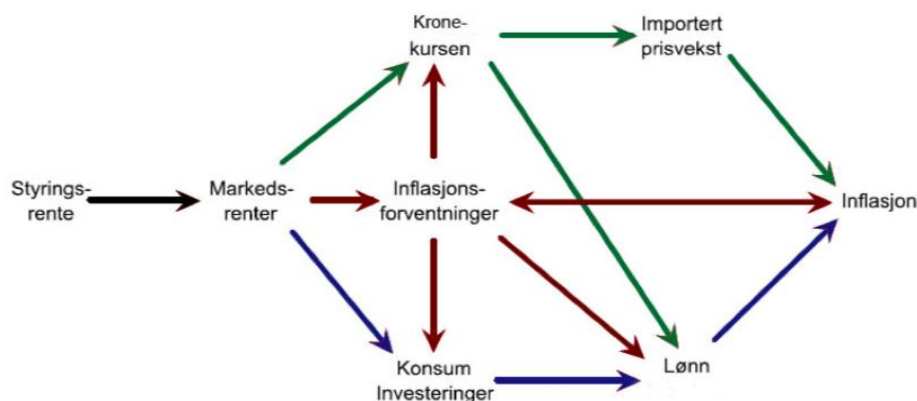 Krone-
kursen
Importert
prisvekst
Styrings-
rente
Markeds-
renter
Inflasjons-
forventninger
Inflasjon
Konsum
Investeringer
Lønn